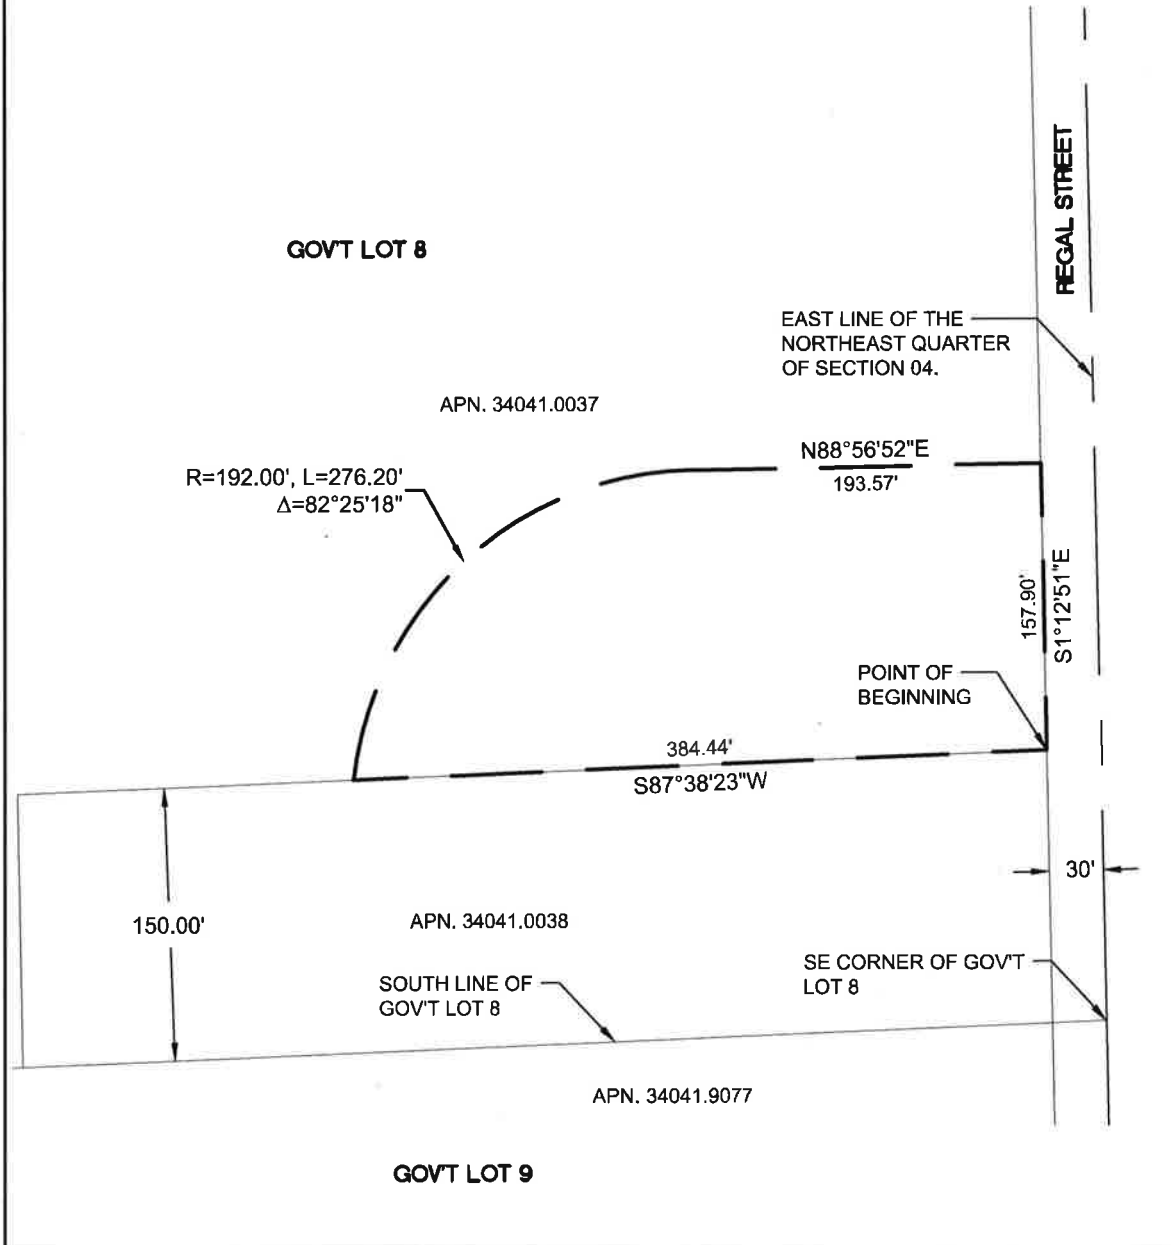 REGAL STREET
GOV'T LOT 8
EAST LINE OF THE
NORTHEAST QUARTER
OF SECTION 04.
APN. 34041.0037
N88°56'52"E
193.57'
R=192.00', L=276.20'
Δ=82°25'18"
157.90'
S1°12'51"E
POINT OF
BEGINNING
384.44'
S87°38'23"W
30'
150.00'
APN. 34041.0038
SE CORNER OF GOV'T
LOT 8
SOUTH LINE OF
GOV'T LOT 8
APN. 34041.9077
GOV'T LOT 9